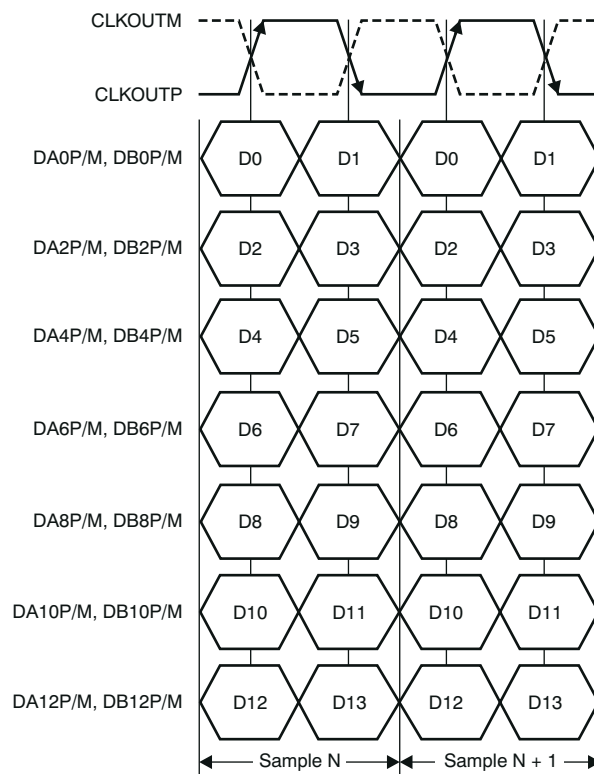 CLKOUTM
CLKOUTP
DA0P/M, DB0P/M D0 D1 D0 D1
DA2P/M, DB2P/M D2 D3 D2 D3
DA4P/M, DB4P/M D4 D5 D4 D5
DA6P/M, DB6P/M D6 D7 D6 D7
DA8P/M, DB8P/M D8 D9 D8 D9
DA10P/M, DB10P/M D10 D11 D10 D11
DA12P/M, DB12P/M D12 D13 D12 D13
Sample N Sample N + 1